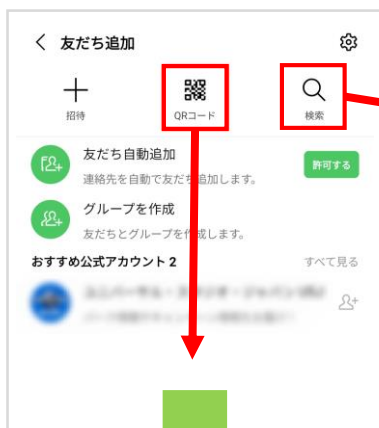 友だち追加
招待
QRコード
検索
友だち自動追加
連絡先を自動で友だち追加します。
許可する
グループを作成
友だちとグループを作成します。
おすすめ公式アカウント 2
すべて見る